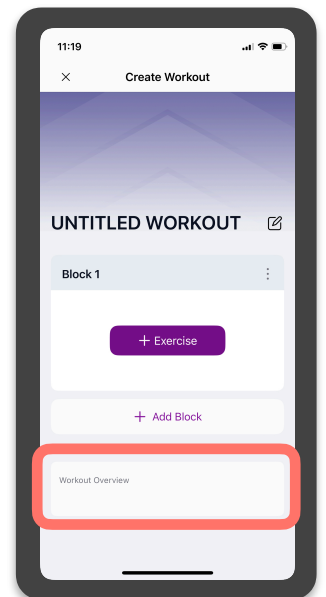 11:19
Create Workout
UNTITLED WORKOUT
Block 1
Exercise
Add Block
Workout Overview